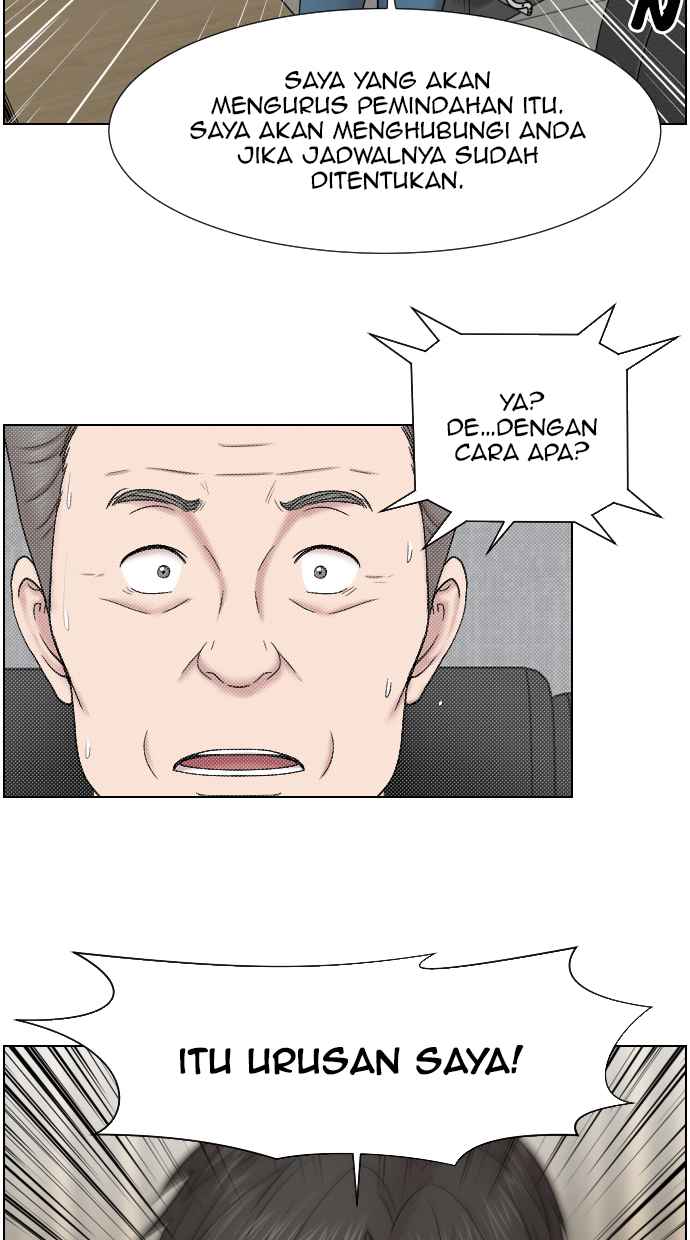 SAYA YANG AKAN
MENGURUS PEMINDAHAN ITU.
SAYA AKAN MENGHUBUNGI ANDA
JIKA JADWALNYA SUDAH
DITENTUKAN.
YA?
DE...DENGAN
CARA APA?
ITU URUSAN SAYA!